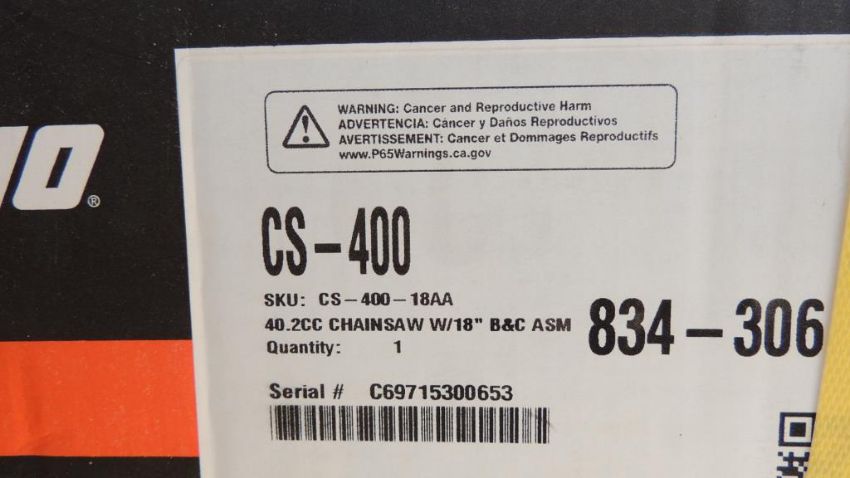 WARNING: Cancer and Reproductive Harm
ADVERTENCIA: Cáncer y Daños Reproductivos
AVERTISSEMENT: Cancer et Dommages Reproductifs
www.P65Warnings.ca.gov
®
CS-400
SKU: CS-400-18AA
40.2CC CHAINSAW W/18" B&C ASM
834-306
Quantity: 1
Serial # C69715300653